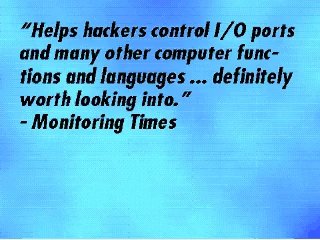 “Helps hackers control I/O ports
and many other computer func-
tions and languages ... definitely
worth looking into.”
- Monitoring Times